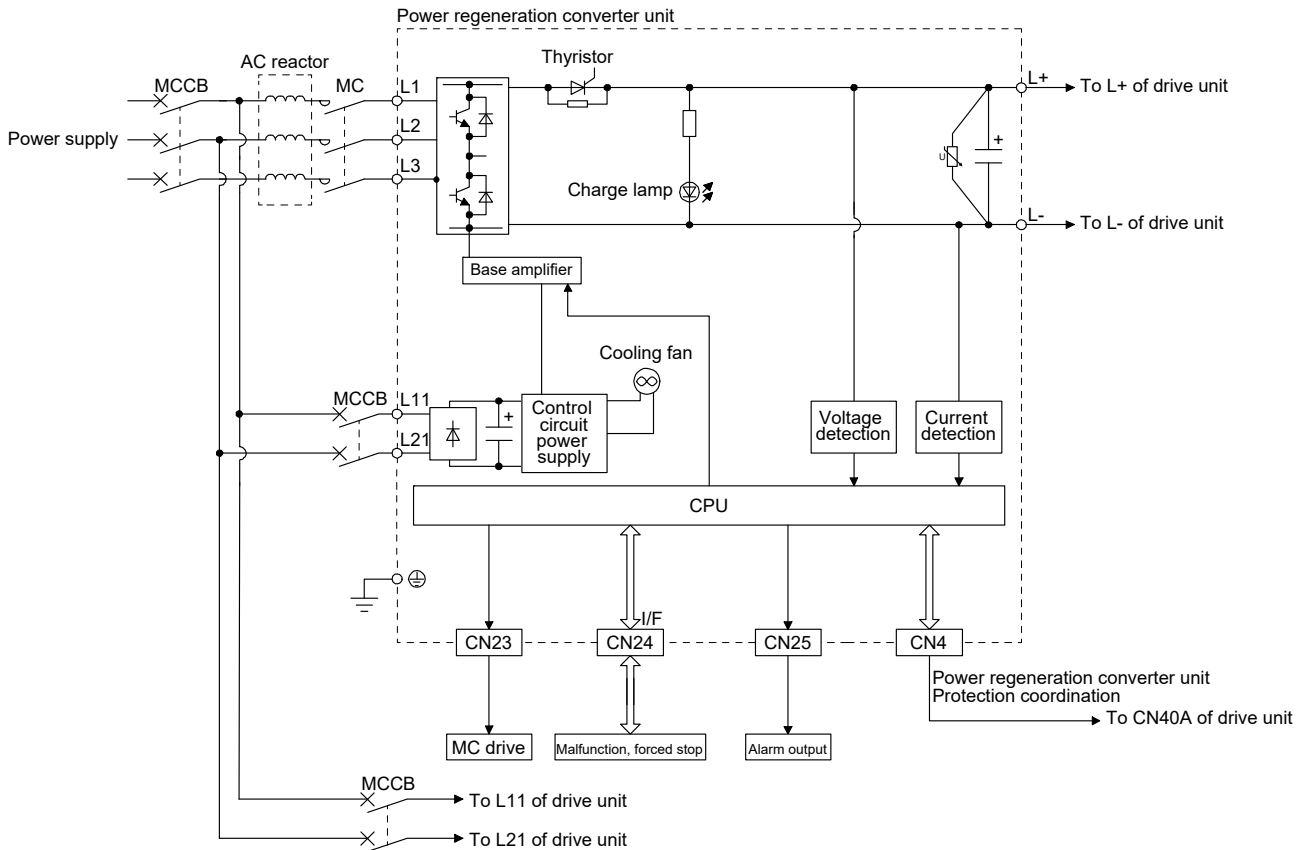 Power regeneration converter unit
AC reactor
MCCB
MC
L1
L2
L3
Power supply
Thyristor
L+
To L+ of drive unit
+
U
Charge lamp
L-
To L- of drive unit
Base amplifier
Cooling fan
MCCB
L11
L21
+
Control
circuit
power
supply
Voltage
detection
Current
detection
CPU
I/F
CN23
CN24
CN25
CN4
Power regeneration converter unit
Protection coordination
To CN40A of drive unit
MC drive
Malfunction, forced stop
Alarm output
MCCB
To L11 of drive unit
To L21 of drive unit